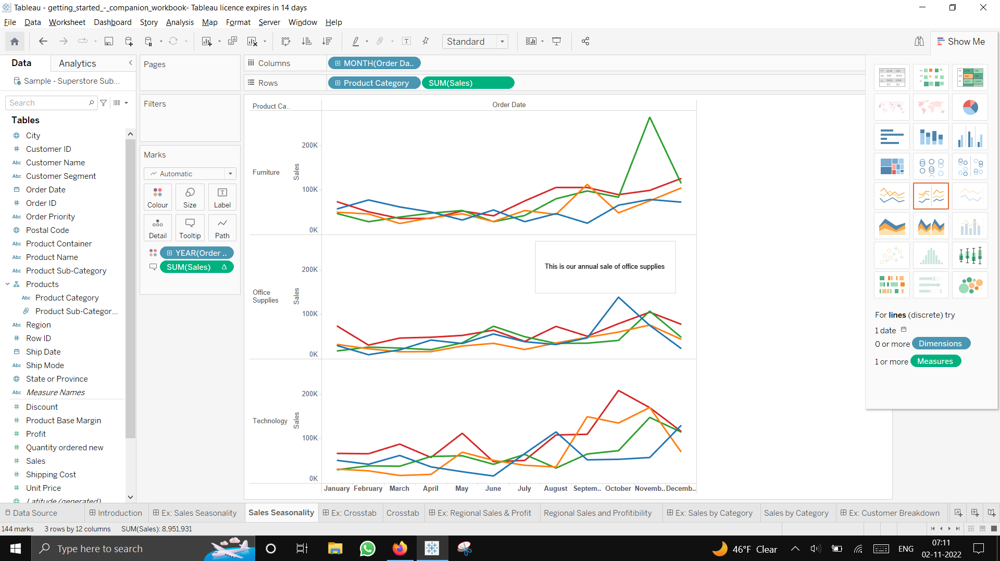 Tableau - getting_started_-_companion_workbook- Tableau licence expires in 14 days
File Data Worksheet Dashboard Story Analysis Map Format Server Window Help
Standard
Show Me
Data Analytics
Sample - Superstore Sub...
Search
Tables
City
Customer ID
Abc Customer Name
Abc Customer Segment
Order Date
Order ID
Abc Order Priority
Postal Code
Abc Product Container
Abc Product Name
Abc Product Sub-Category
Products
Abc Product Category
Product Sub-Categor...
Abc Region
Row ID
Ship Date
Abc Ship Mode
State or Province
Abc Measure Names
Discount
Product Base Margin
Profit
Quantity ordered new
Sales
Shipping Cost
Unit Price
Latitude (generated)
Pages
Filters
Marks
Automatic
Colour Size Label
Detail Tooltip Path
YEAR(Order ..
SUM(Sales) Δ
Columns MONTH(Order Da..
Rows Product Category SUM(Sales)
Product Ca.. Order Date
Furniture
Sales
200K
100K
0K
Office
Supplies
Sales
200K
100K
0K
This is our annual sale of office supplies
Technology
Sales
200K
100K
0K
January February March April May June July August Septem.. October Novemb.. Decemb..
For lines (discrete) try
1 date
0 or more Dimensions
1 or more Measures
Data Source Introduction Ex: Sales Seasonality Sales Seasonality Ex: Crosstab Crosstab Ex: Regional Sales & Profit Regional Sales and Profitibility Ex: Sales by Category Sales by Category Ex: Customer Breakdown
144 marks 3 rows by 12 columns SUM(Sales): 8,951,931
Type here to search
46°F Clear
ENG
07:11
02-11-2022